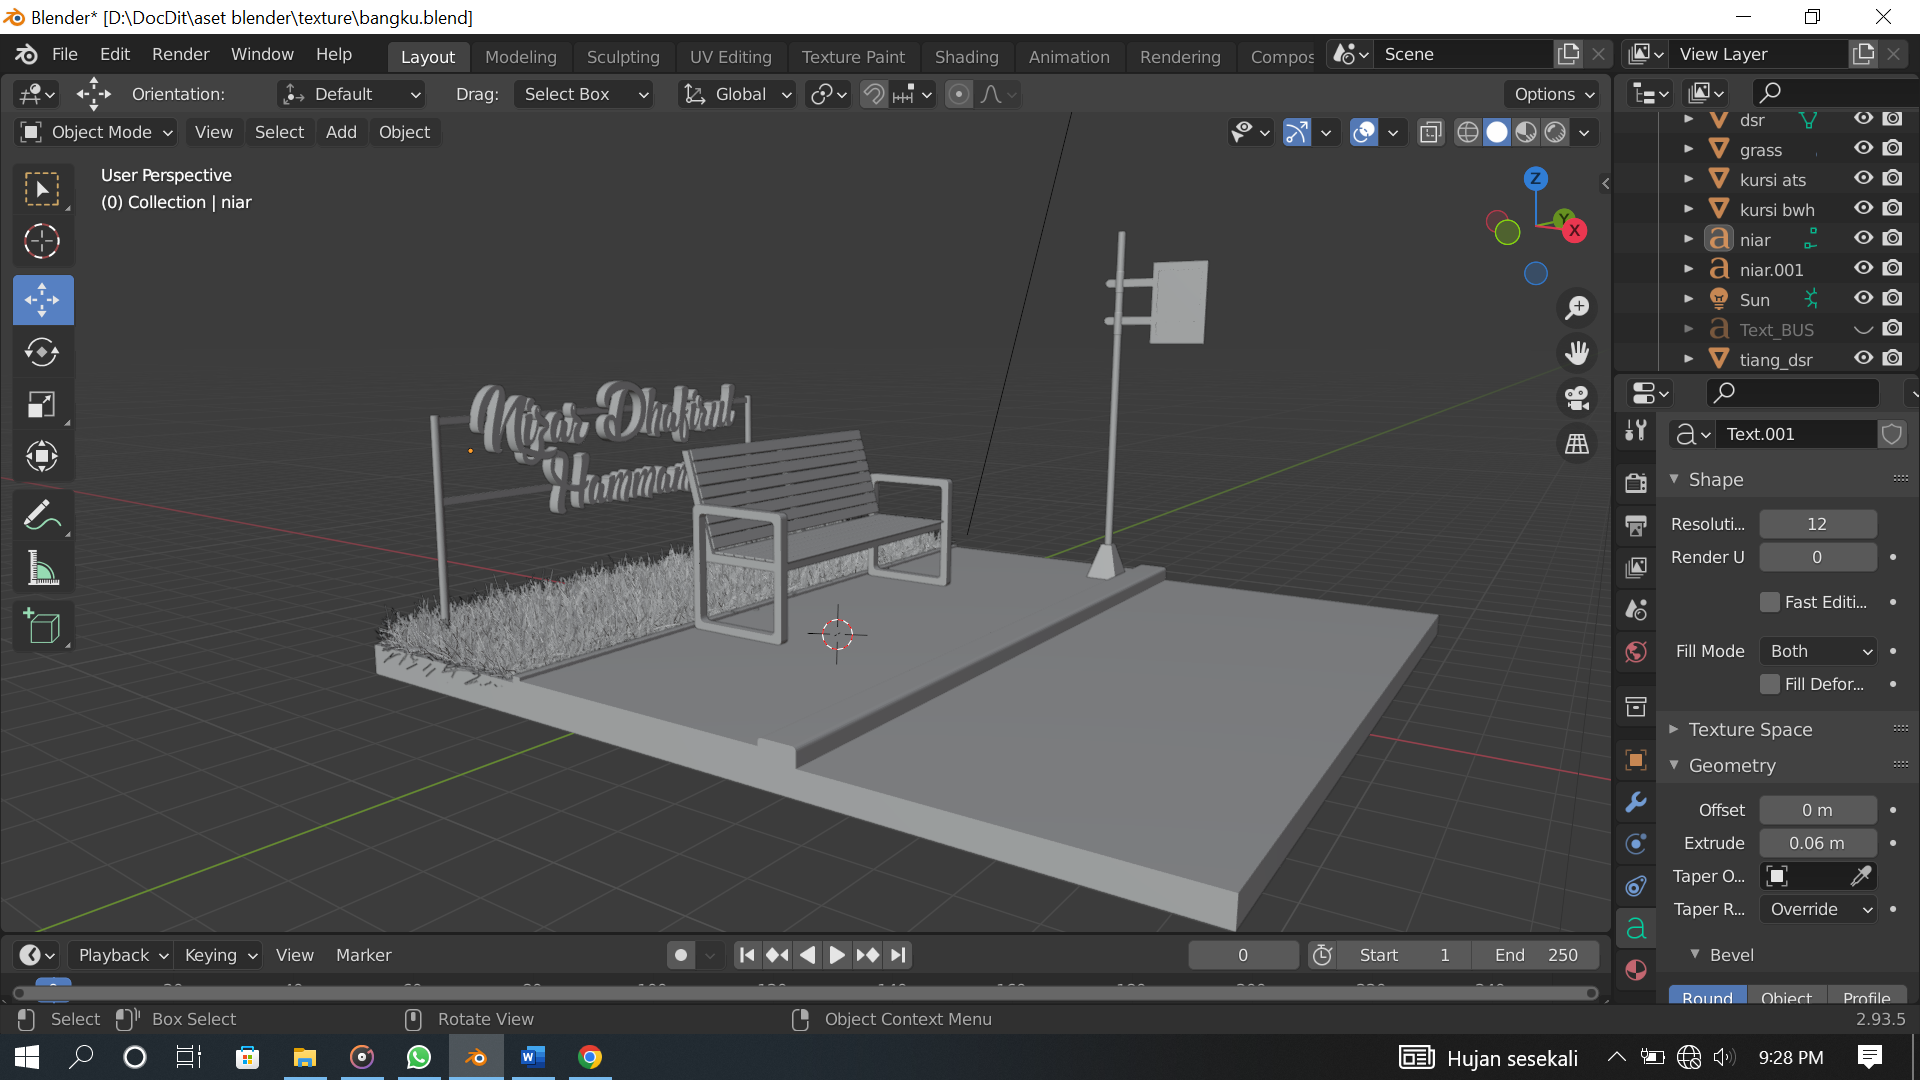 Blender* [D:\DocDit\aset blender\texture\bangku.blend]
File Edit Render Window Help Layout Modeling Sculpting UV Editing Texture Paint Shading Animation Rendering Compos Scene View Layer
Orientation: Default Drag: Select Box Global Options
Object Mode View Select Add Object
User Perspective
(0) Collection | niar
Z
Y
X
dsr
grass
kursi ats
kursi bwh
niar
niar.001
Sun
Text_BUS
tiang_dsr
Dhafirul
Text.001
Shape
Resoluti... 12
Render U 0
Fast Editi...
Fill Mode Both
Fill Defor...
Texture Space
Geometry
Offset 0 m
Extrude 0.06 m
Taper O...
Taper R... Override
Bevel
Round Object Profile
Playback Keying View Marker 0 Start 1 End 250
Select Box Select Rotate View Object Context Menu 2.93.5
Hujan sesekali 9:28 PM